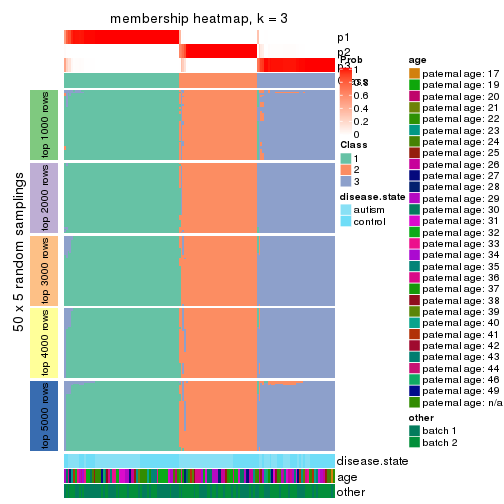 membership heatmap, k = 3
p1
p2
p3
Prob
1
0.8
0.6
0.4
0.2
0
Class
1
2
3
disease.state
autism
control
age
paternal age: 17
paternal age: 19
paternal age: 20
paternal age: 21
paternal age: 22
paternal age: 23
paternal age: 24
paternal age: 25
paternal age: 26
paternal age: 27
paternal age: 28
paternal age: 29
paternal age: 30
paternal age: 31
paternal age: 32
paternal age: 33
paternal age: 34
paternal age: 35
paternal age: 36
paternal age: 37
paternal age: 38
paternal age: 39
paternal age: 40
paternal age: 41
paternal age: 42
paternal age: 43
paternal age: 44
paternal age: 46
paternal age: 49
paternal age: n/a
other
batch 1
batch 2
50 x 5 random samplings
top 1000 rows
top 2000 rows
top 3000 rows
top 4000 rows
top 5000 rows
disease.state
age
other